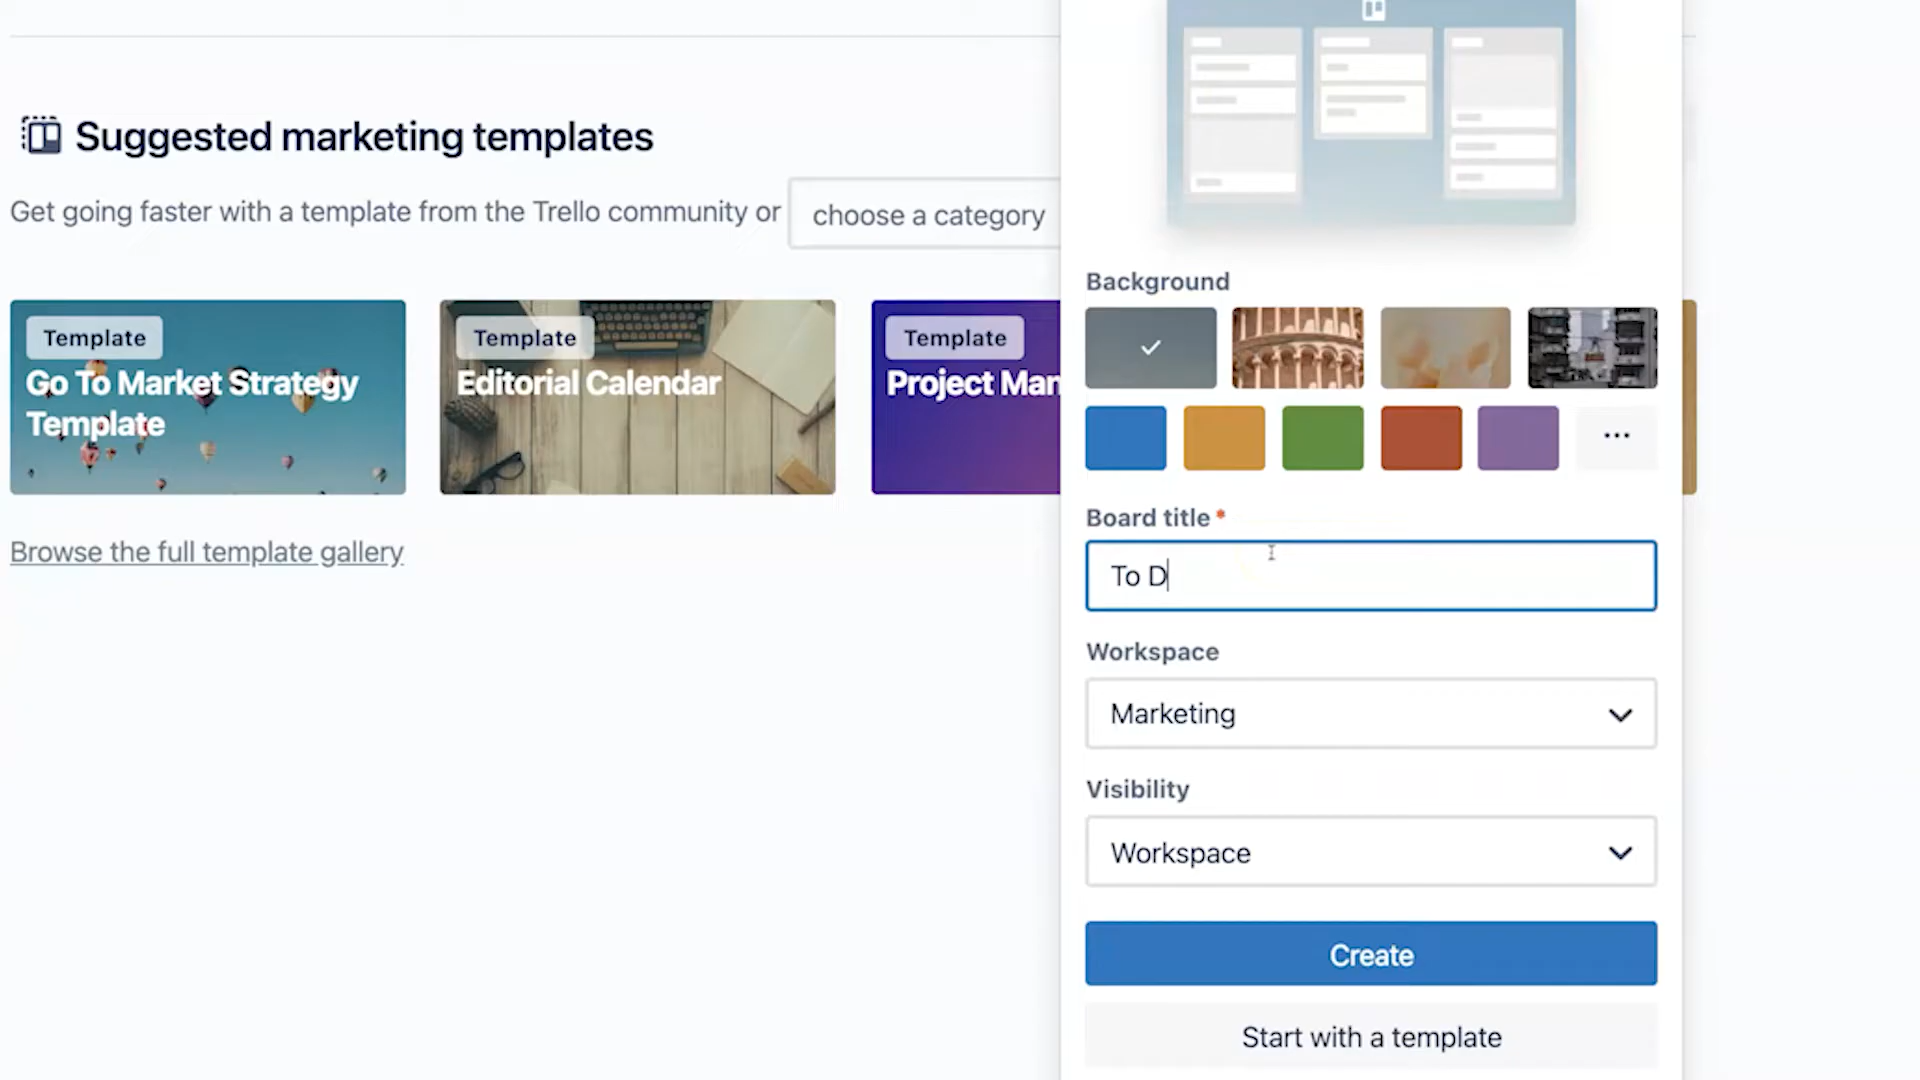 Suggested marketing templates
Get going faster with a template from the Trello community or
choose a category
Template
Go To Market Strategy
Template
Template
Editorial Calendar
Template
Project Man
Browse the full template gallery
Background
Board title *
To D
Workspace
Marketing
Visibility
Workspace
Create
Start with a template